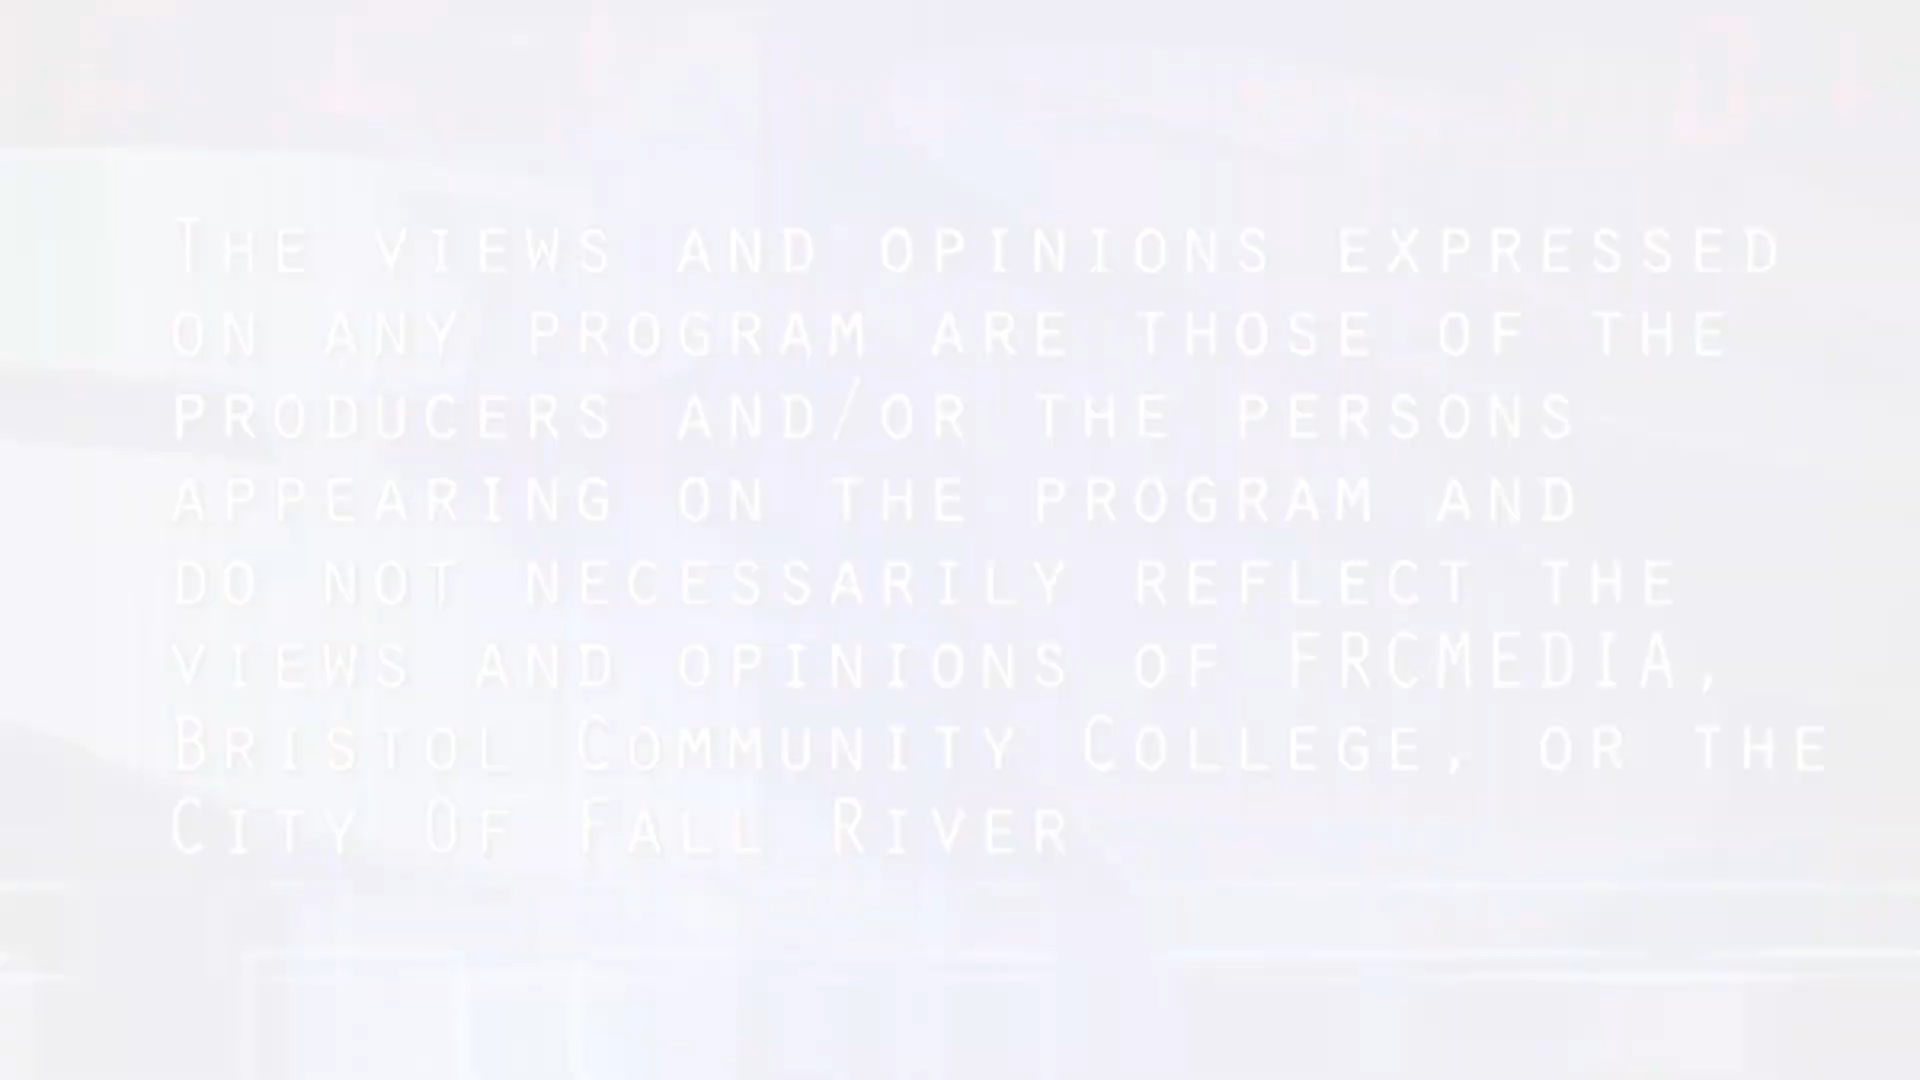 The views and opinions expressed
on any program are those of the
producers and/or the persons
appearing on the program and
do not necessarily reflect the
views and opinions of FRCMEDIA,
Bristol Community College, or the
City Of Fall River